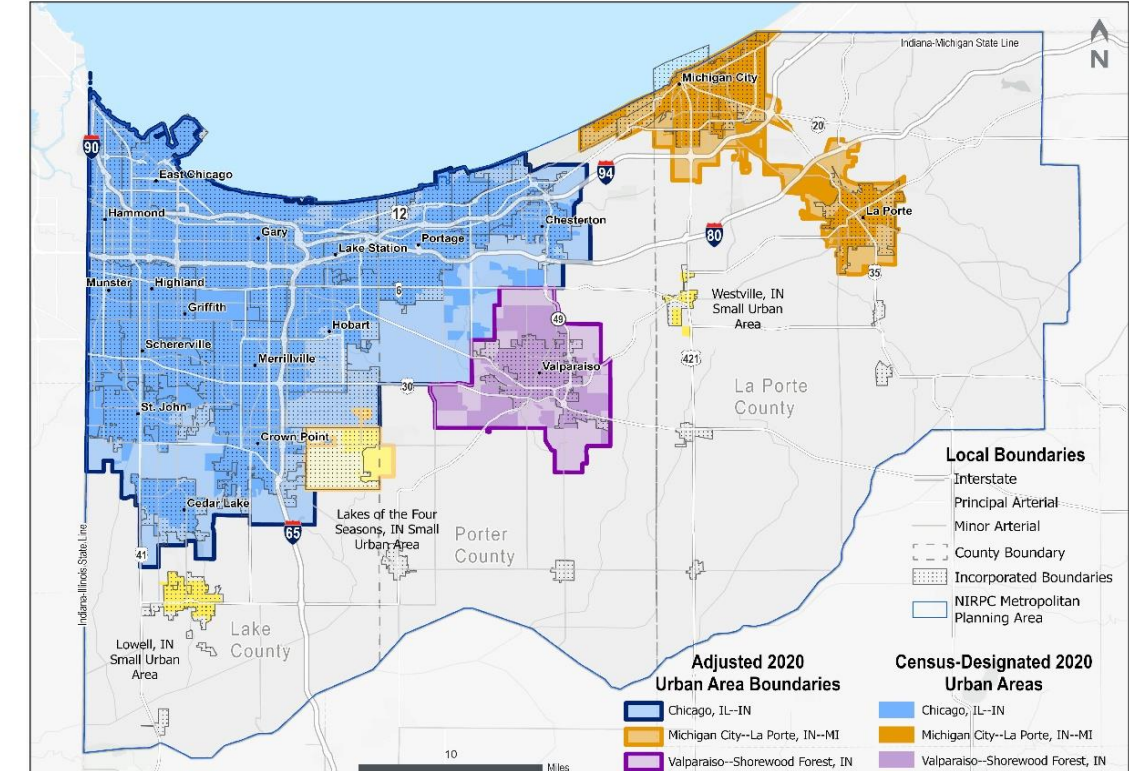 Indiana-Michigan State Line
N
Michigan City
20
90
East Chicago
94
Hammond
12
Chesterton
La Porte
Gary
80
Portage
Lake Station
35
Munster
Highland
6
Westville, IN
Small Urban
Area
Griffith
49
Hobart
Schererville
Merrillville
421
Valparaiso
30
La Porte
County
St. John
Crown Point
Local Boundaries
Interstate
Cedar Lake
Principal Arterial
Lakes of the Four
Seasons, IN Small
Urban Area
Minor Arterial
65
Porter
County
41
County Boundary
Incorporated Boundaries
Indiana-Illinois State Line
NIRPC Metropolitan
Planning Area
Lake
County
Lowell, IN
Small Urban
Area
Adjusted 2020
Urban Area Boundaries
Chicago, IL--IN
Michigan City--La Porte, IN--MI
Valparaiso--Shorewood Forest, IN
Census-Designated 2020
Urban Areas
Chicago, IL--IN
Michigan City--La Porte, IN--MI
Valparaiso--Shorewood Forest, IN
10
Miles